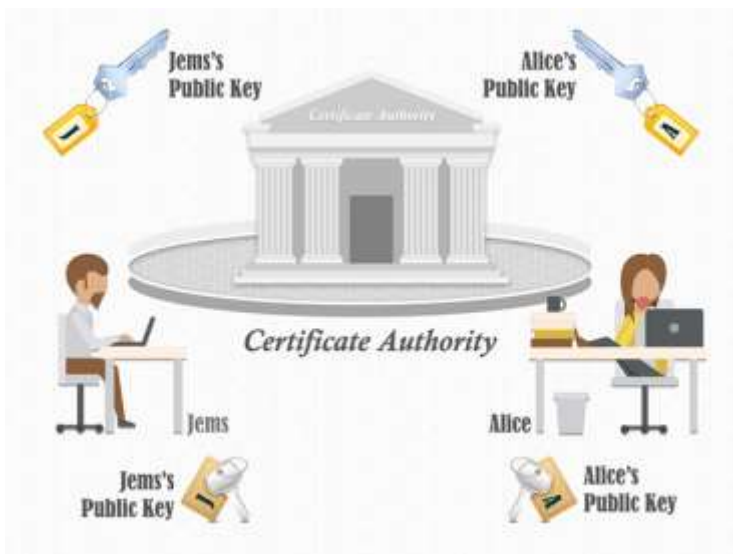 Jems's
Public Key
Alice's
Public Key
J
A
Certificate Authority
Certificate Authority
Jems
Alice
Jems's
Public Key
J
A
Alice's
Public Key